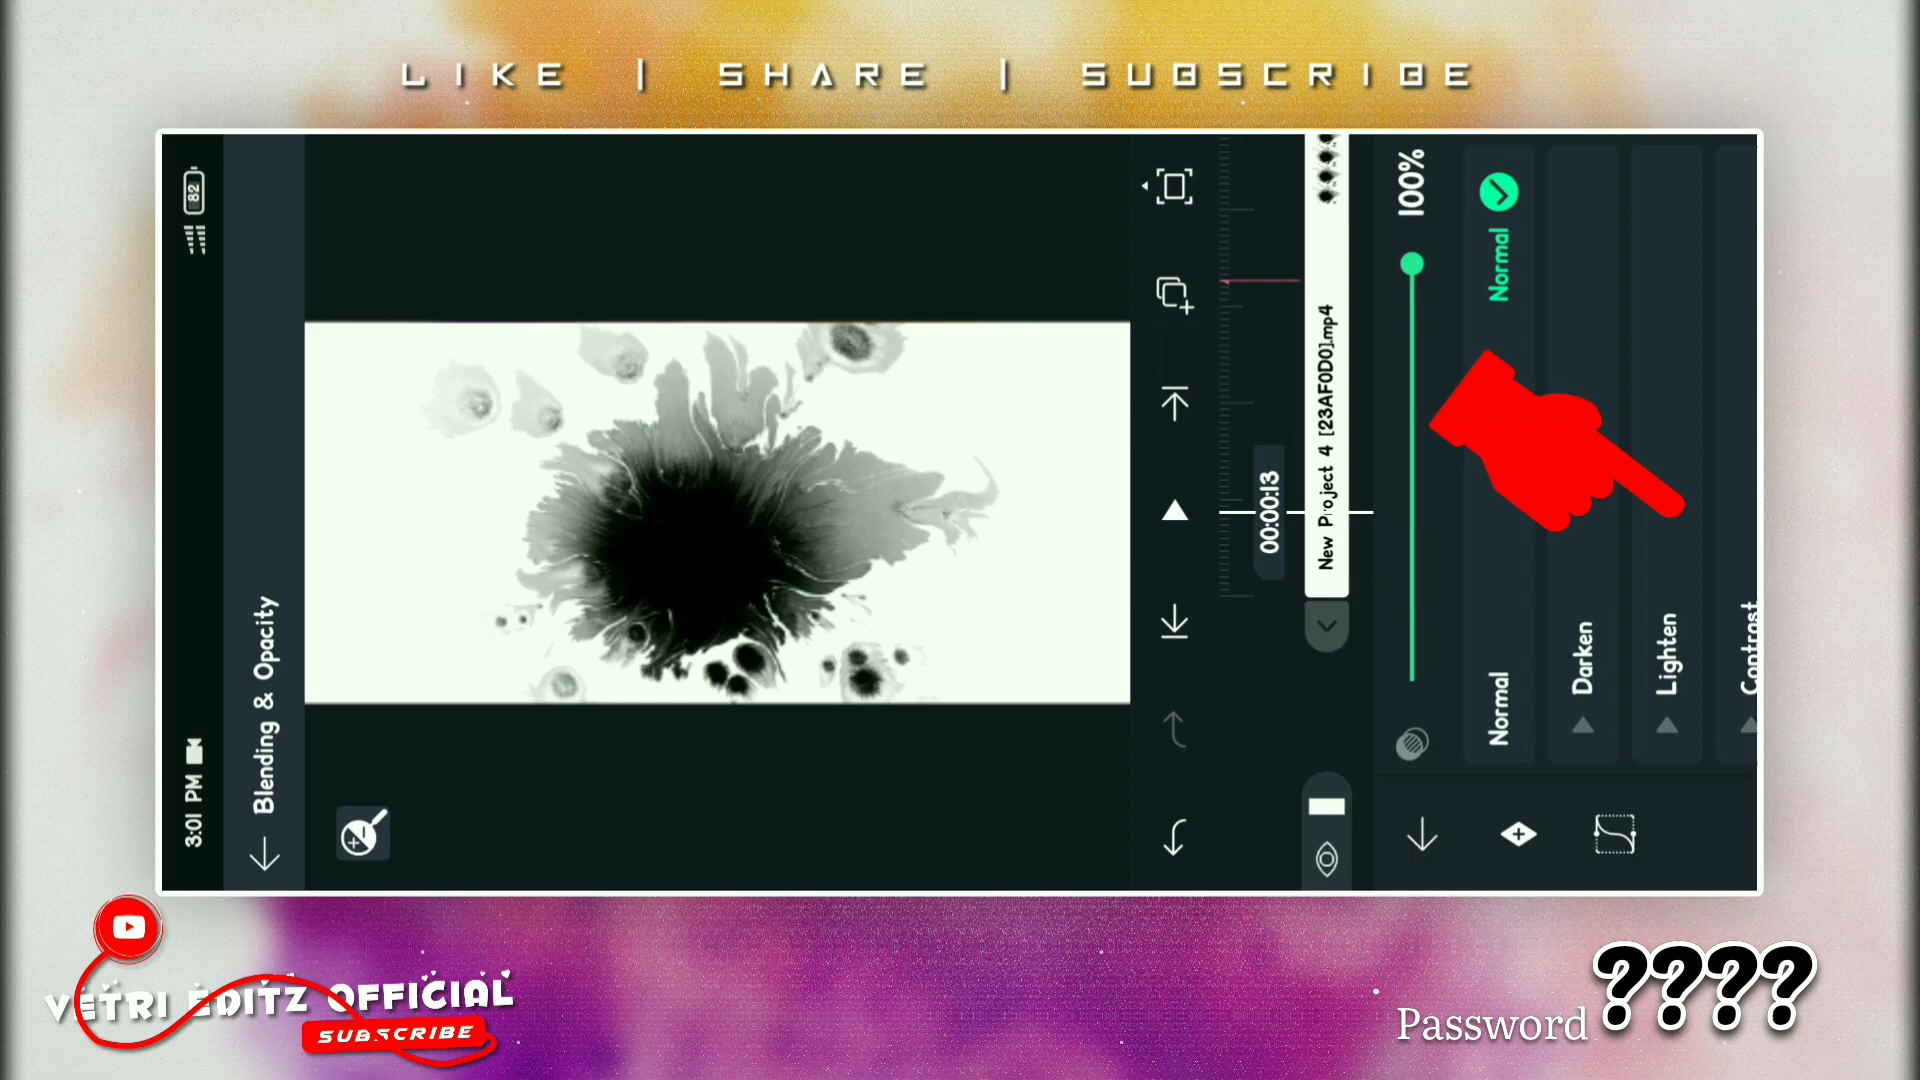 LIKE | SHARE | SUBSCRIBE
3:01 PM
82
Blending & Opacity
00:00:13
New Project 4 [23AF0D0].mp4
100%
Normal
Normal
Darken
Lighten
Contrast
VETRI EDITZ OFFICIAL
SUBSCRIBE
Password ????